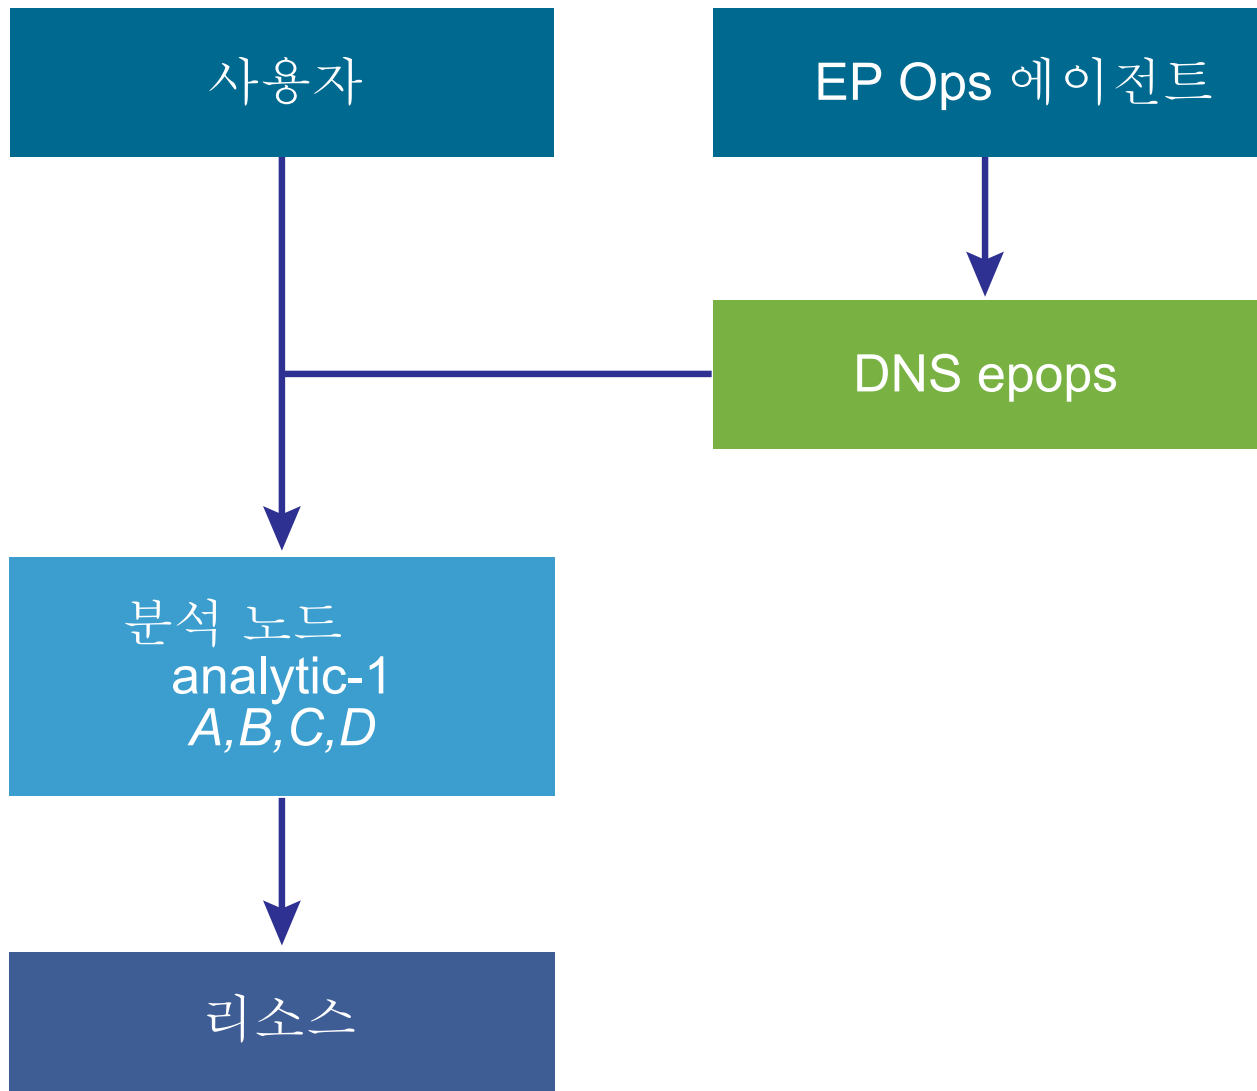 사용자
EP Ops 에이전트
DNS epops
분석 노드
analytic-1
A,B,C,D
리소스